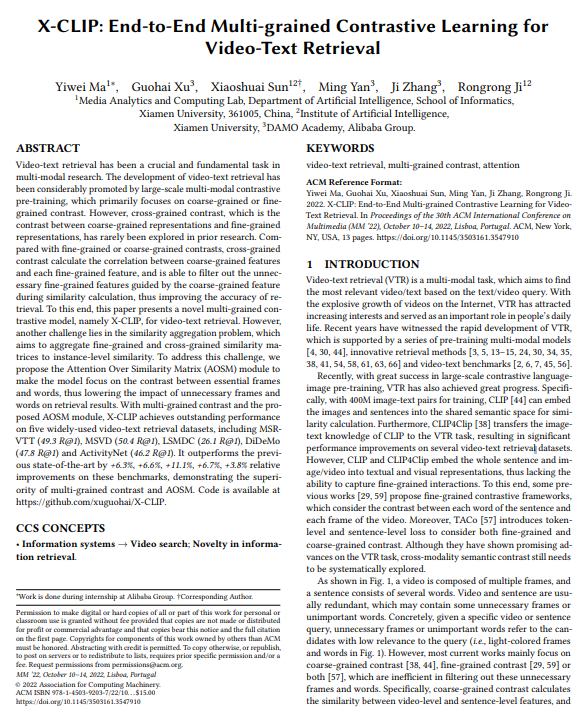 X-CLIP: End-to-End Multi-grained Contrastive Learning for
Video-Text Retrieval
Yiwei Ma1*, Guohai Xu3, Xiaoshuai Sun12†, Ming Yan3, Ji Zhang3, Rongrong Ji12
1Media Analytics and Computing Lab, Department of Artificial Intelligence, School of Informatics,
Xiamen University, 361005, China, 2Institute of Artificial Intelligence,
Xiamen University, 3DAMO Academy, Alibaba Group.
ABSTRACT
Video-text retrieval has been a crucial and fundamental task in
multi-modal research. The development of video-text retrieval has
been considerably promoted by large-scale multi-modal contrastive
pre-training, which primarily focuses on coarse-grained or fine-
grained contrast. However, cross-grained contrast, which is the
contrast between coarse-grained representations and fine-grained
representations, has rarely been explored in prior research. Com-
pared with fine-grained or coarse-grained contrasts, cross-grained
contrast calculate the correlation between coarse-grained features
and each fine-grained feature, and is able to filter out the unnec-
essary fine-grained features guided by the coarse-grained feature
during similarity calculation, thus improving the accuracy of re-
trieval. To this end, this paper presents a novel multi-grained con-
trastive model, namely X-CLIP, for video-text retrieval. However,
another challenge lies in the similarity aggregation problem, which
aims to aggregate fine-grained and cross-grained similarity ma-
trices to instance-level similarity. To address this challenge, we
propose the Attention Over Similarity Matrix (AOSM) module to
make the model focus on the contrast between essential frames
and words, thus lowering the impact of unnecessary frames and
words on retrieval results. With multi-grained contrast and the pro-
posed AOSM module, X-CLIP achieves outstanding performance
on five widely-used video-text retrieval datasets, including MSR-
VTT (49.3 R@1), MSVD (50.4 R@1), LSMDC (26.1 R@1), DiDeMo
(47.8 R@1) and ActivityNet (46.2 R@1). It outperforms the previ-
ous state-of-the-art by +6.3%, +6.6%, +11.1%, +6.7%, +3.8% relative
improvements on these benchmarks, demonstrating the superi-
ority of multi-grained contrast and AOSM. Code is available at
https://github.com/xuguohai/X-CLIP.
CCS CONCEPTS
• Information systems → Video search; Novelty in informa-
tion retrieval.
*Work is done during internship at Alibaba Group. †Corresponding Author.
Permission to make digital or hard copies of all or part of this work for personal or
classroom use is granted without fee provided that copies are not made or distributed
for profit or commercial advantage and that copies bear this notice and the full citation
on the first page. Copyrights for components of this work owned by others than ACM
must be honored. Abstracting with credit is permitted. To copy otherwise, or republish,
to post on servers or to redistribute to lists, requires prior specific permission and/or a
fee. Request permissions from permissions@acm.org.
MM '22, October 10–14, 2022, Lisboa, Portugal
© 2022 Association for Computing Machinery.
ACM ISBN 978-1-4503-9203-7/22/10...$15.00
https://doi.org/10.1145/3503161.3547910
KEYWORDS
video-text retrieval, multi-grained contrast, attention
ACM Reference Format:
Yiwei Ma, Guohai Xu, Xiaoshuai Sun, Ming Yan, Ji Zhang, Rongrong Ji.
2022. X-CLIP: End-to-End Multi-grained Contrastive Learning for Video-
Text Retrieval. In Proceedings of the 30th ACM International Conference on
Multimedia (MM '22), October 10–14, 2022, Lisboa, Portugal. ACM, New York,
NY, USA, 13 pages. https://doi.org/10.1145/3503161.3547910
1 INTRODUCTION
Video-text retrieval (VTR) is a multi-modal task, which aims to find
the most relevant video/text based on the text/video query. With
the explosive growth of videos on the Internet, VTR has attracted
increasing interests and served as an important role in people's daily
life. Recent years have witnessed the rapid development of VTR,
which is supported by a series of pre-training multi-modal models
[4, 30, 44], innovative retrieval methods [3, 5, 13–15, 24, 30, 34, 35,
38, 41, 54, 58, 61, 63, 66] and video-text benchmarks [2, 6, 7, 45, 56].
Recently, with great success in large-scale contrastive language-
image pre-training, VTR has also achieved great progress. Specifi-
cally, with 400M image-text pairs for training, CLIP [44] can embed
the images and sentences into the shared semantic space for sim-
ilarity calculation. Furthermore, CLIP4Clip [38] transfers the image-
text knowledge of CLIP to the VTR task, resulting in significant
performance improvements on several video-text retrieval datasets.
However, CLIP and CLIP4Clip embed the whole sentence and im-
age/video into textual and visual representations, thus lacking the
ability to capture fine-grained interactions. To this end, some pre-
vious works [29, 59] propose fine-grained contrastive frameworks,
which consider the contrast between each word of the sentence and
each frame of the video. Moreover, TACo [57] introduces token-
level and sentence-level loss to consider both fine-grained and
coarse-grained contrast. Although they have shown promising ad-
vances on the VTR task, cross-modality semantic contrast still needs
to be systematically explored.
As shown in Fig. 1, a video is composed of multiple frames, and
a sentence consists of several words. Video and sentence are usu-
ally redundant, which may contain some unnecessary frames or
unimportant words. Concretely, given a specific video or sentence
query, unnecessary frames or unimportant words refer to the can-
didates with low relevance to the query (i.e., light-colored frames
and words in Fig. 1). However, most current works mainly focus on
coarse-grained contrast [38, 44], fine-grained contrast [29, 59] or
both [57], which are inefficient in filtering out these unnecessary
frames and words. Specifically, coarse-grained contrast calculates
the similarity between video-level and sentence-level features, and